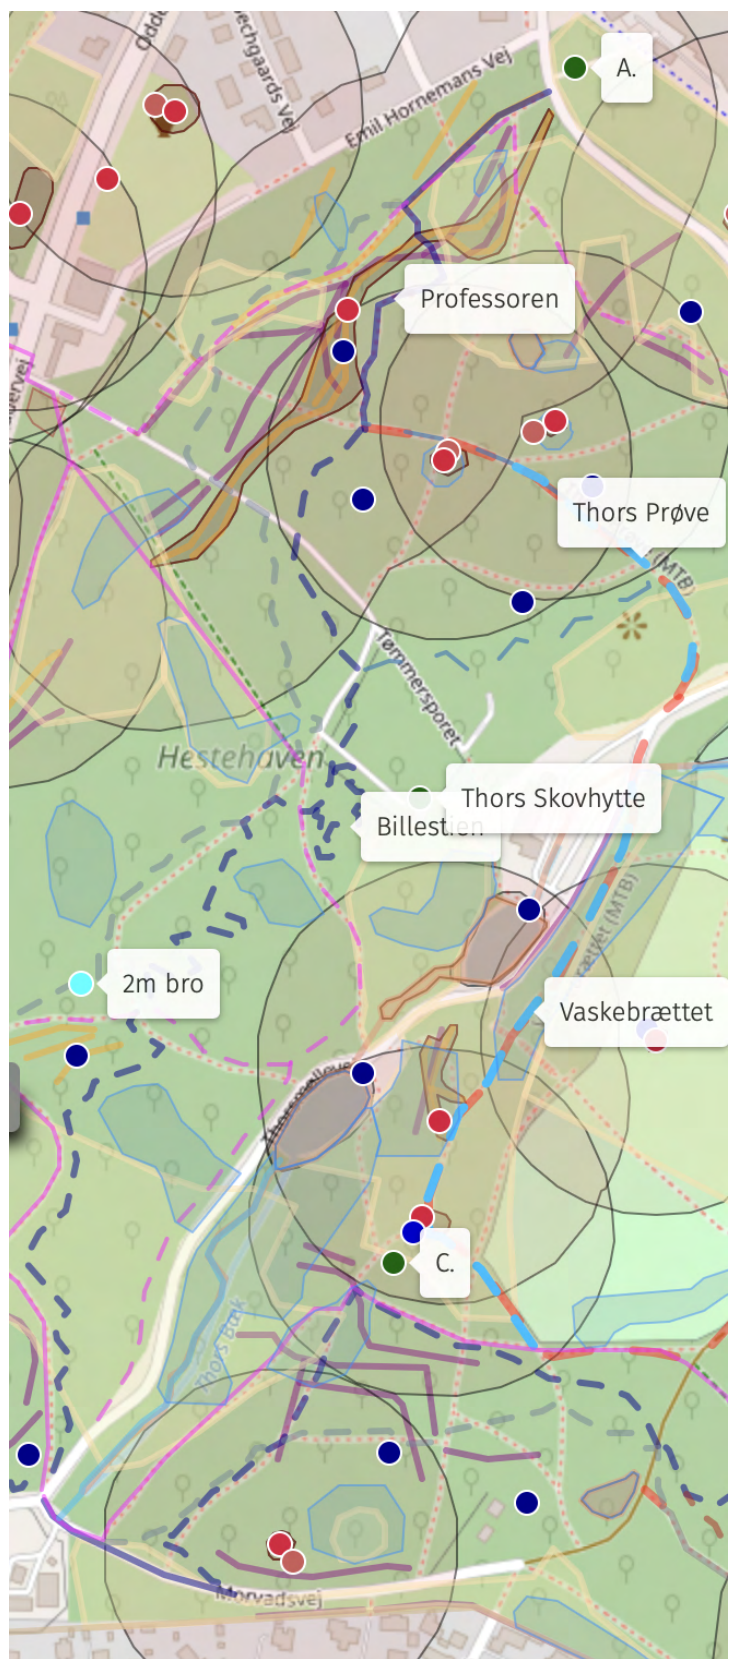 Emil Hornemans Vej
A.
Professoren
Thors Prøve
(MTB)
Tømmersporet
Hestehaven
Thors Skovhytte
Billestien
(MTB)
2m bro
Vaskebrættet
C.
Thors Bæk
Morvadsvej